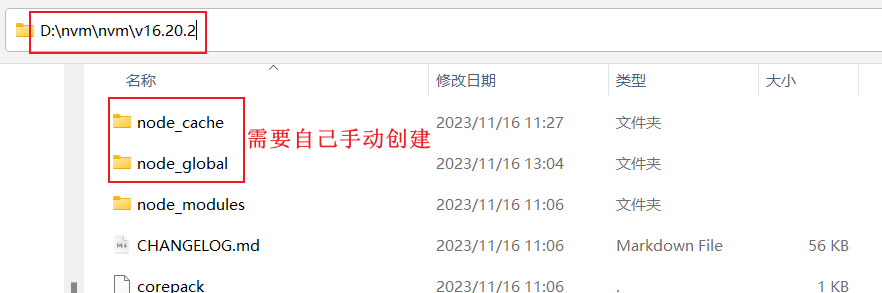 D:\nvm\nvm\v16.20.2
名称 修改日期 类型 大小
node_cache 2023/11/16 11:27 文件夹
需要自己手动创建
node_global 2023/11/16 13:04 文件夹
node_modules 2023/11/16 11:06 文件夹
CHANGELOG.md 2023/11/16 11:06 Markdown File 56 KB
corepack 2023/11/16 11:06 . 1 KB